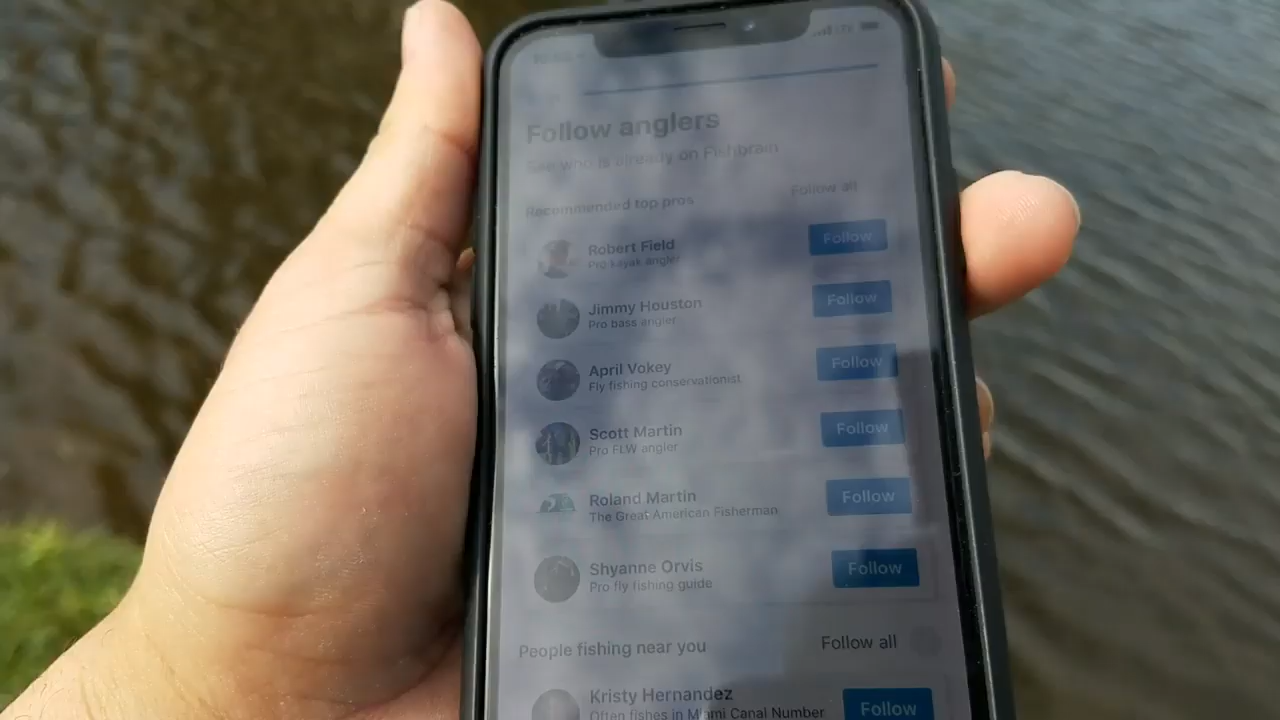 LTE
Follow anglers
See who is already on Fishbrain
Recommended top pros
Follow all
Robert Field
Pro kayak angler
Follow
Jimmy Houston
Pro bass angler
Follow
April Vokey
Fly fishing conservationist
Follow
Scott Martin
Pro FLW angler
Follow
Roland Martin
The Great American Fisherman
Follow
Shyanne Orvis
Pro fly fishing guide
Follow
People fishing near you
Follow all
Kristy Hernandez
Often fishes in Miami Canal Number
Follow